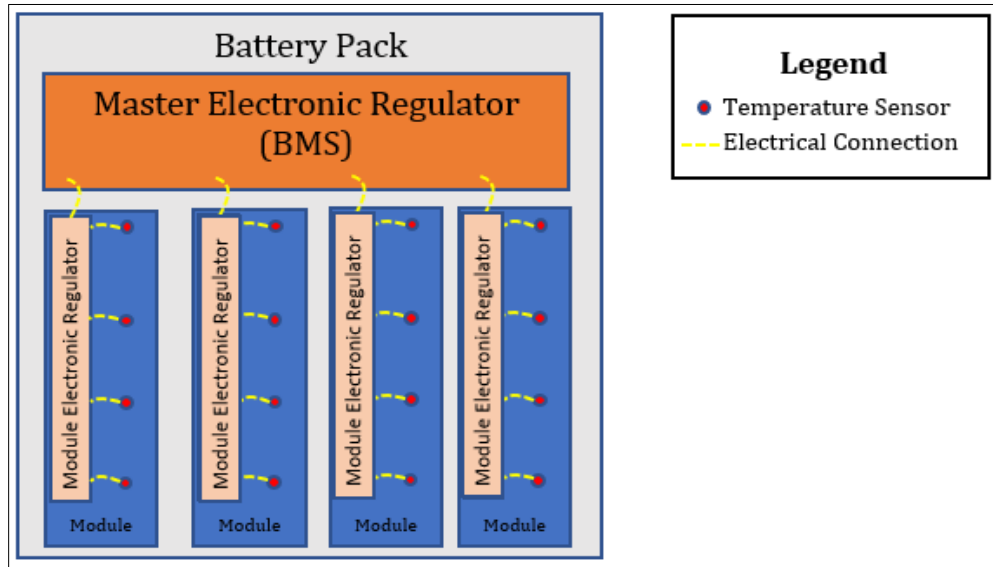 Battery Pack
Master Electronic Regulator
(BMS)
Module Electronic Regulator
Module Electronic Regulator
Module Electronic Regulator
Module Electronic Regulator
Module
Module
Module
Module
Legend
Temperature Sensor
Electrical Connection